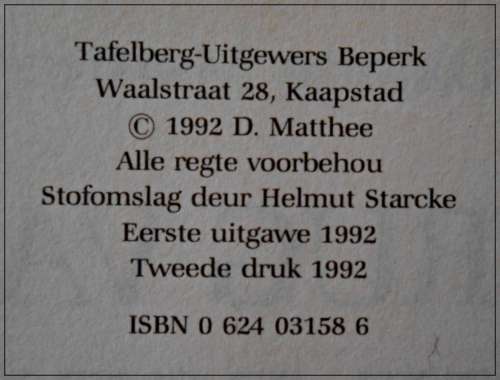 Tafelberg-Uitgewers Beperk
Waalstraat 28, Kaapstad
© 1992 D. Matthee
Alle regte voorbehou
Stofomslag deur Helmut Starcke
Eerste uitgawe 1992
Tweede druk 1992
ISBN 0 624 03158 6